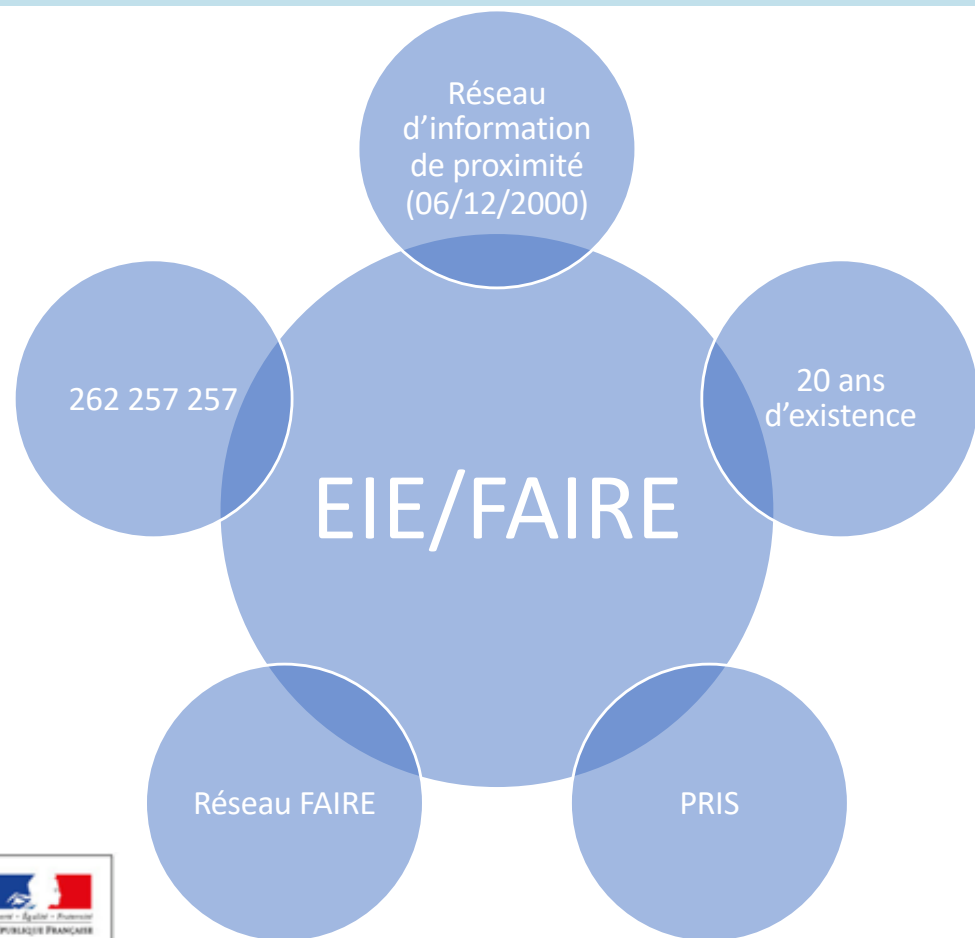 Réseau
d’information
de proximité
(06/12/2000)
262 257 257
20 ans
d’existence
EIE/FAIRE
Réseau FAIRE
PRIS